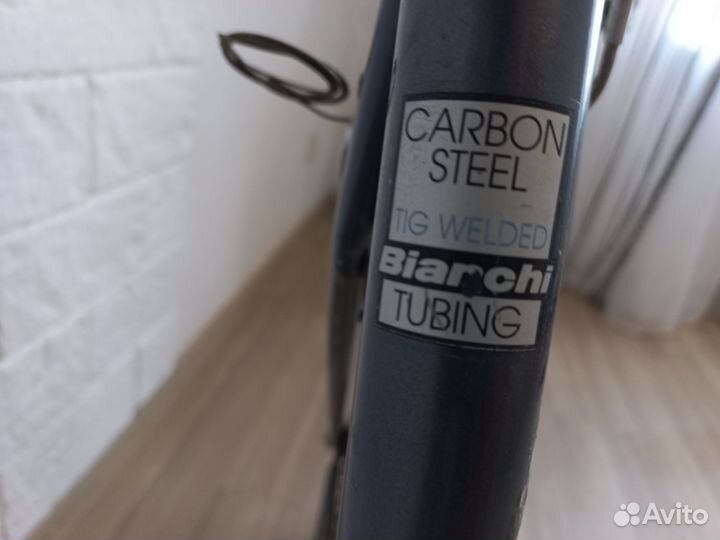 CARBON
STEEL
TIG WELDED
Bianchi
TUBING
Avito